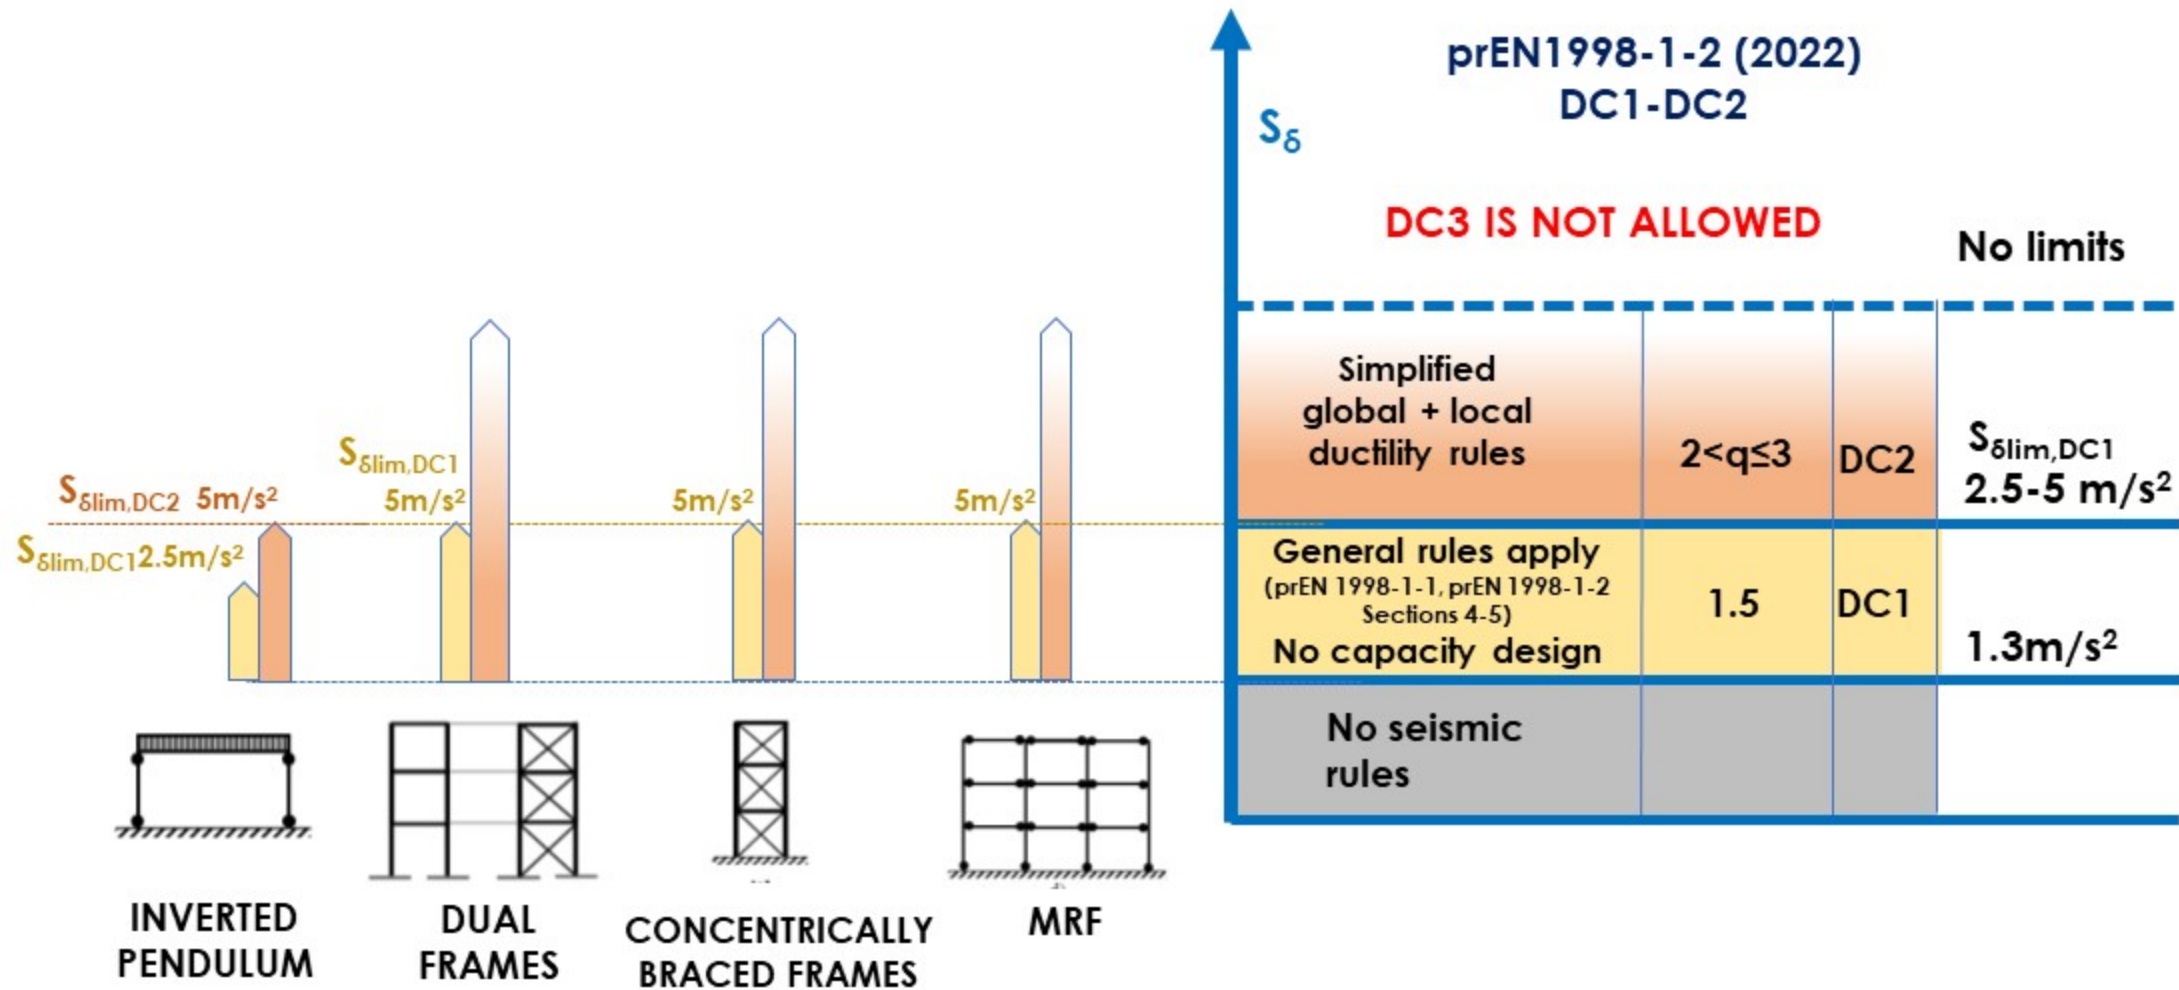 prEN1998-1-2 (2022)
DC1-DC2
Sδ
DC3 IS NOT ALLOWED
No limits
Simplified
global + local
ductility rules
2<q≤3
DC2
Sδlim,DC1
2.5-5 m/s²
General rules apply
(prEN 1998-1-1, prEN 1998-1-2
Sections 4-5)
No capacity design
1.5
DC1
1.3m/s²
No seismic
rules
Sδlim,DC2 5m/s²
Sδlim,DC1 2.5m/s²
Sδlim,DC1
5m/s²
5m/s²
5m/s²
INVERTED
PENDULUM
DUAL
FRAMES
CONCENTRICALLY
BRACED FRAMES
MRF